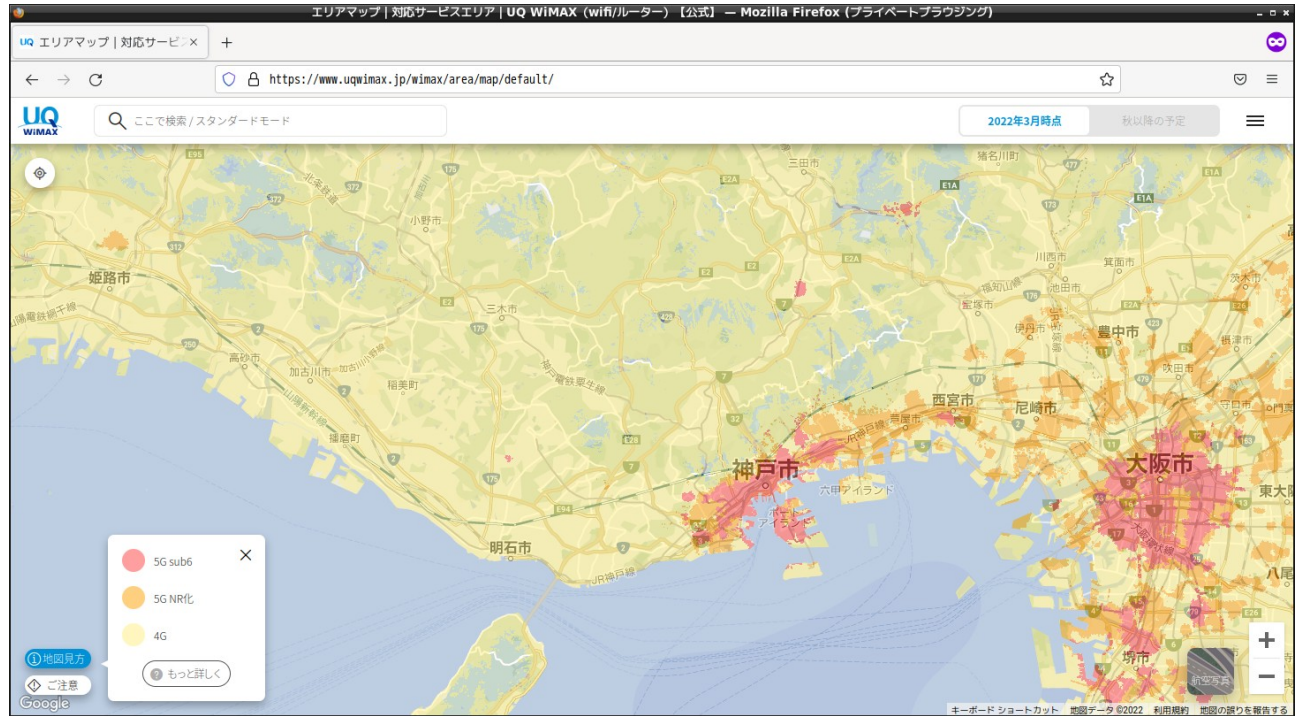 エリアマップ | 対応サービスエリア | UQ WiMAX（wifi/ルーター）【公式】 — Mozilla Firefox (プライベートブラウジング)
UQ エリアマップ | 対応サービス
https://www.uqwimax.jp/wimax/area/map/default/
UQ WiMAX
ここで検索 / スタンダードモード
2022年3月時点
秋以降の予定
三田市
猪名川町
小野市
川西市
箕面市
姫路市
池田市
茨木市
宝塚市
三木市
伊丹市
豊中市
摂津市
高砂市
加古川市
吹田市
稲美町
西宮市
尼崎市
守口市
芦屋市
播磨町
神戸市
大阪市
六甲アイランド
東大阪
ポートアイランド
明石市
JR神戸線
八尾
堺市
5G sub6
5G NR化
4G
もっと詳しく
地図見方
ご注意
航空写真
Google
キーボード ショートカット 地図データ ©2022 利用規約 地図の誤りを報告する